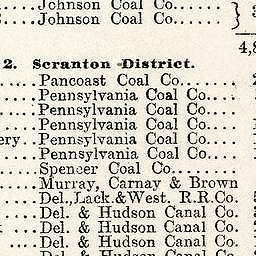 ....Johnson Coal Co.....
....Johnson Coal Co..... }
4,8
2. Scranton District.
.....Pancoast Coal Co.....
.....Pennsylvania Coal Co....
.....Pennsylvania Coal Co....
.....Pennsylvania Coal Co....
ery..Pennsylvania Coal Co....
.....Pennsylvania Coal Co....
.....Spencer Coal Co.....
.....Murray, Carnay & Brown
.....Del.,Lack.&West. R.R.Co.
.....Del. & Hudson Canal Co.
.....Del. & Hudson Canal Co.
.....Del. & Hudson Canal Co.
Del. & Hudson Canal Co.